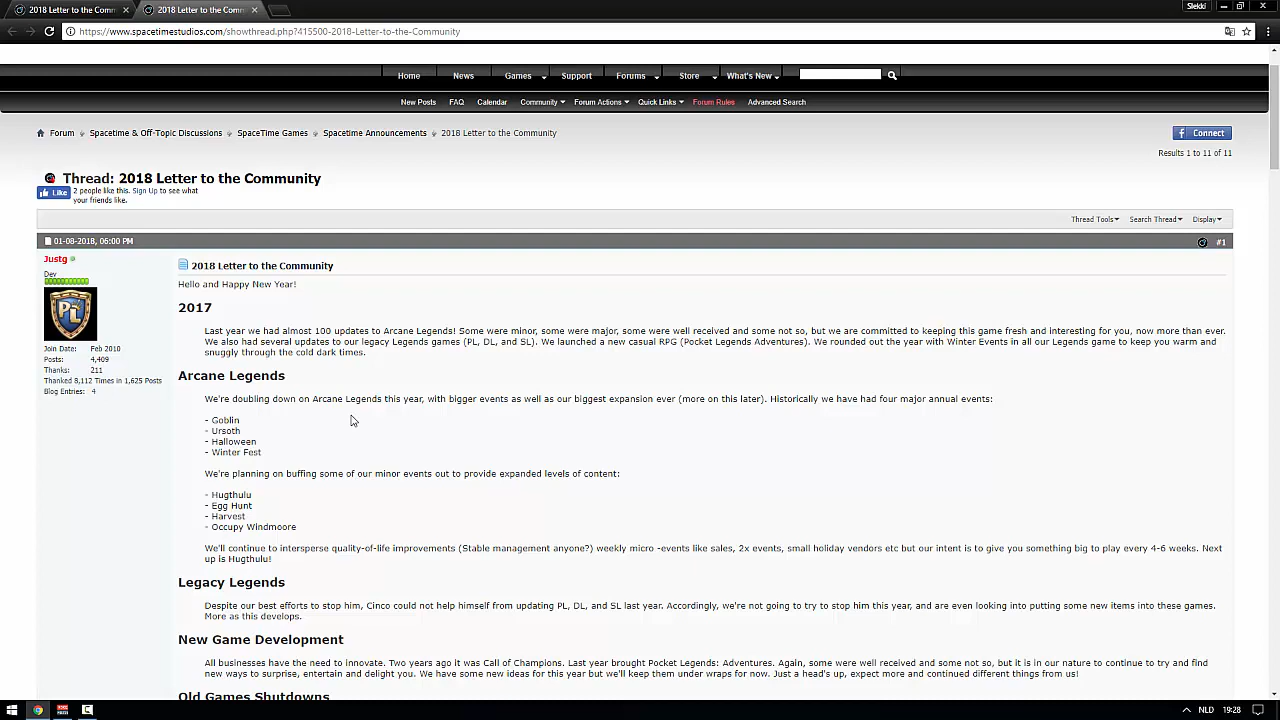 2018 Letter to the Comm
2018 Letter to the Comm
Slekki
https://www.spacetimestudios.com/showthread.php?415500-2018-Letter-to-the-Community
Home News Games Support Forums Store What's New
New Posts FAQ Calendar Community Forum Actions Quick Links Forum Rules Advanced Search
Forum Spacetime & Off-Topic Discussions SpaceTime Games Spacetime Announcements 2018 Letter to the Community
Connect
Results 1 to 11 of 11
Thread: 2018 Letter to the Community
Like 2 people like this. Sign Up to see what
your friends like.
Thread Tools Search Thread Display
01-08-2018, 06:00 PM #1
Justg
Dev
PL
Join Date: Feb 2010
Posts: 4,409
Thanks: 211
Thanked 8,112 Times in 1,625 Posts
Blog Entries: 4
2018 Letter to the Community
Hello and Happy New Year!
2017
Last year we had almost 100 updates to Arcane Legends! Some were minor, some were major, some were well received and some not so, but we are committed to keeping this game fresh and interesting for you, now more than ever.
We also had several updates to our legacy Legends games (PL, DL, and SL). We launched a new casual RPG (Pocket Legends Adventures). We rounded out the year with Winter Events in all our Legends game to keep you warm and
snuggly through the cold dark times.
Arcane Legends
We're doubling down on Arcane Legends this year, with bigger events as well as our biggest expansion ever (more on this later). Historically we have had four major annual events:
- Goblin
- Ursoth
- Halloween
- Winter Fest
We're planning on buffing some of our minor events out to provide expanded levels of content:
- Hugthulu
- Egg Hunt
- Harvest
- Occupy Windmoore
We'll continue to intersperse quality-of-life improvements (Stable management anyone?) weekly micro -events like sales, 2x events, small holiday vendors etc but our intent is to give you something big to play every 4-6 weeks. Next
up is Hugthulu!
Legacy Legends
Despite our best efforts to stop him, Cinco could not help himself from updating PL, DL, and SL last year. Accordingly, we're not going to try to stop him this year, and are even looking into putting some new items into these games.
More as this develops.
New Game Development
All businesses have the need to innovate. Two years ago it was Call of Champions. Last year brought Pocket Legends: Adventures. Again, some were well received and some not so, but it is in our nature to continue to try and find
new ways to surprise, entertain and delight you. We have some new ideas for this year but we'll keep them under wraps for now. Just a head's up, expect more and continued different things from us!
Old Games Shutdowns
NLD 19:28